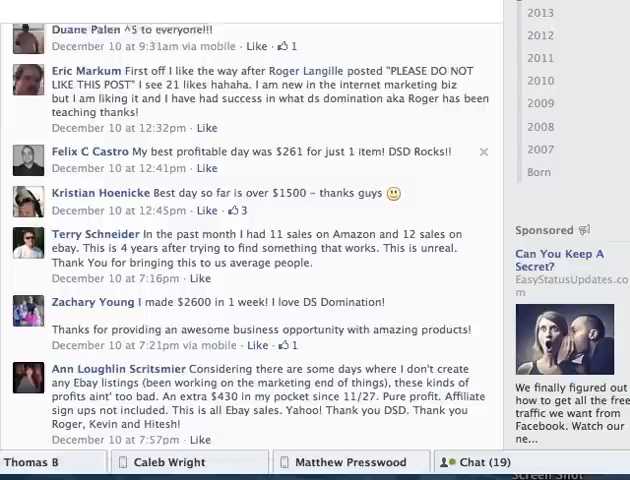 Duane Palen ^5 to everyone!!!
December 10 at 9:31am via mobile · Like · 1
Eric Markum First off I like the way after Roger Langille posted "PLEASE DO NOT
LIKE THIS POST" I see 21 likes hahaha. I am new in the internet marketing biz
but I am liking it and I have had success in what ds domination aka Roger has been
teaching thanks!
December 10 at 12:32pm · Like
Felix C Castro My best profitable day was $261 for just 1 item! DSD Rocks!!
December 10 at 12:41pm · Like
Kristian Hoenicke Best day so far is over $1500 - thanks guys
December 10 at 12:45pm · Like · 3
Terry Schneider In the past month I had 11 sales on Amazon and 12 sales on
ebay. This is 4 years after trying to find something that works. This is unreal.
Thank You for bringing this to us average people.
December 10 at 7:16pm · Like
Zachary Young I made $2600 in 1 week! I love DS Domination!
Thanks for providing an awesome business opportunity with amazing products!
December 10 at 7:21pm via mobile · Like · 1
Ann Loughlin Scritsmier Considering there are some days where I don't create
any Ebay listings (been working on the marketing end of things), these kinds of
profits aint' too bad. An extra $430 in my pocket since 11/27. Pure profit. Affiliate
sign ups not included. This is all Ebay sales. Yahoo! Thank you DSD. Thank you
Roger, Kevin and Hitesh!
December 10 at 7:57pm · Like
2013
2012
2011
2010
2009
2008
2007
Born
Sponsored
Can You Keep A
Secret?
EasyStatusUpdates.co
m
We finally figured out
how to get all the free
traffic we want from
Facebook. Watch our
ne...
Thomas B
Caleb Wright
Matthew Presswood
Chat (19)
Screen Shot